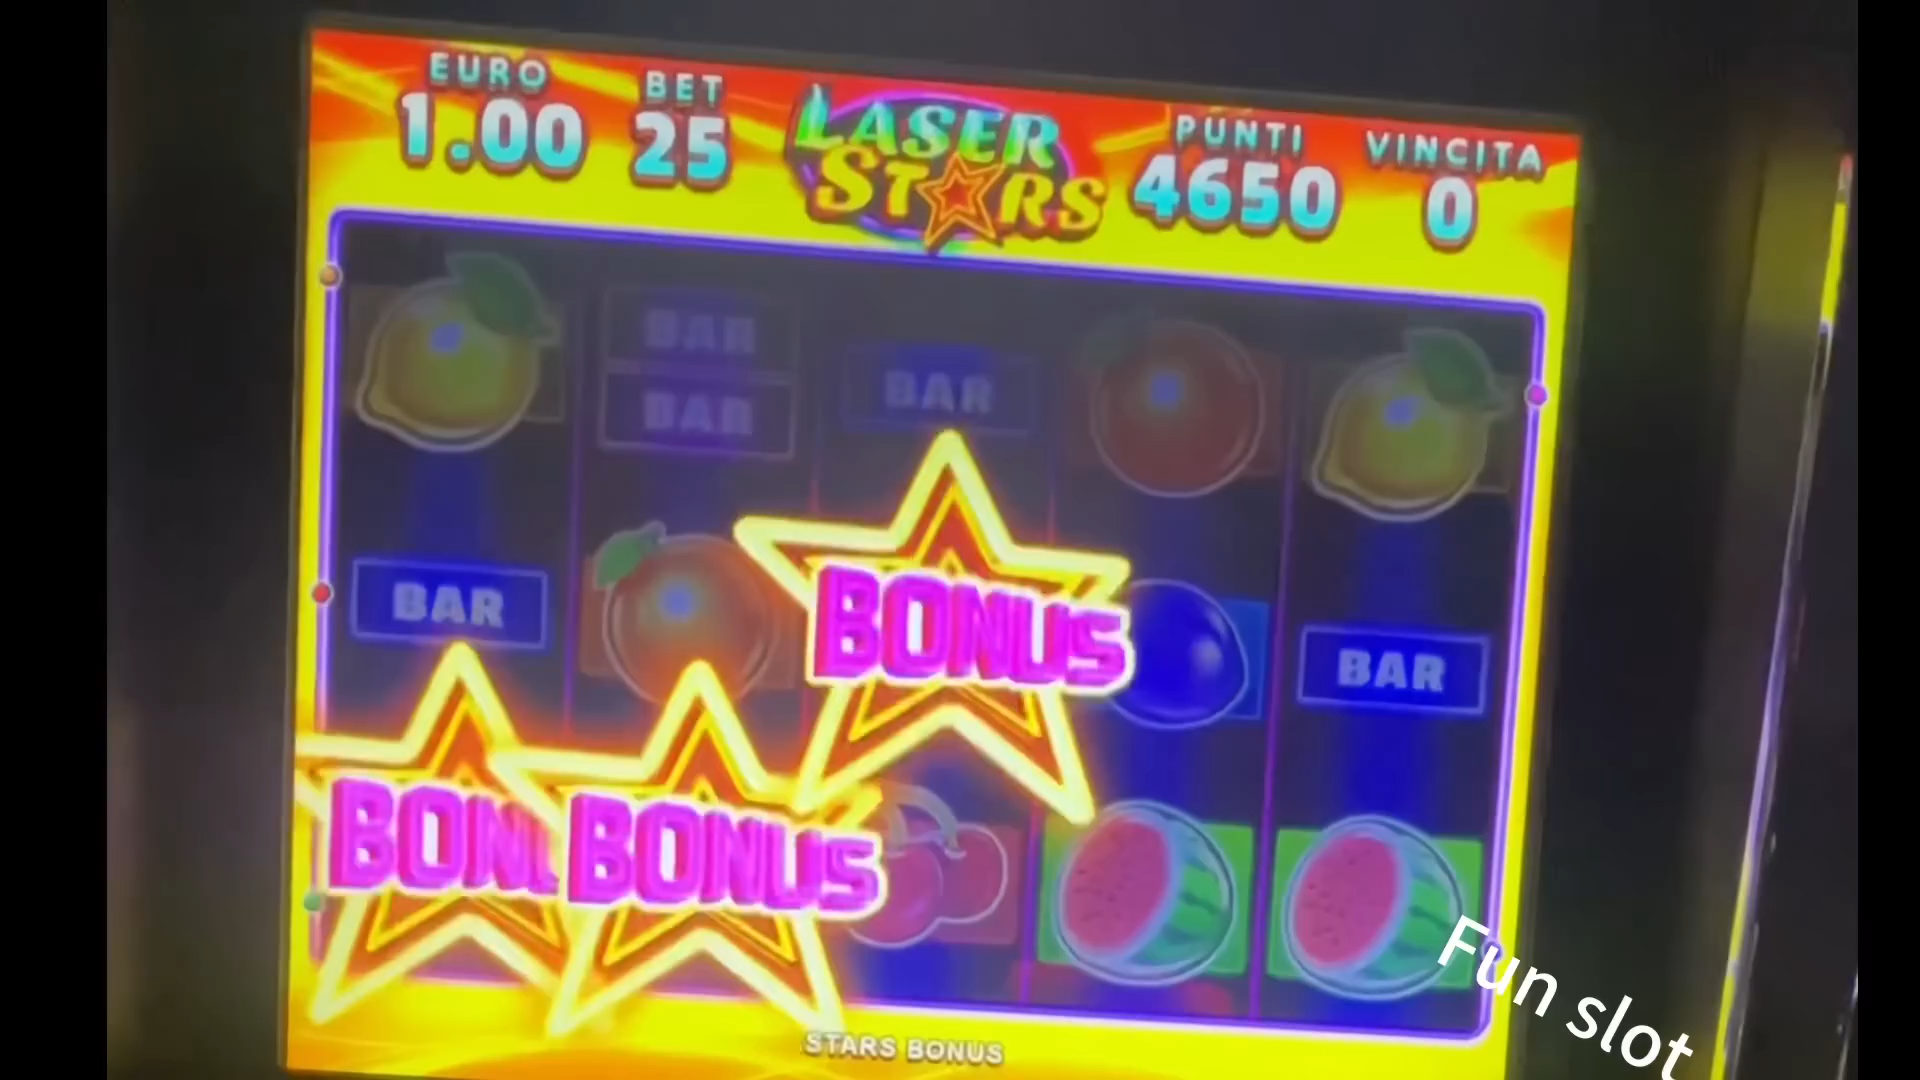 EURO
1.00
BET
25
LASER
STARS
PUNTI
4650
VINCITA
0
BAR
BAR
BAR
BAR
BONUS
BAR
BON
BONUS
STARS BONUS
Fun slot